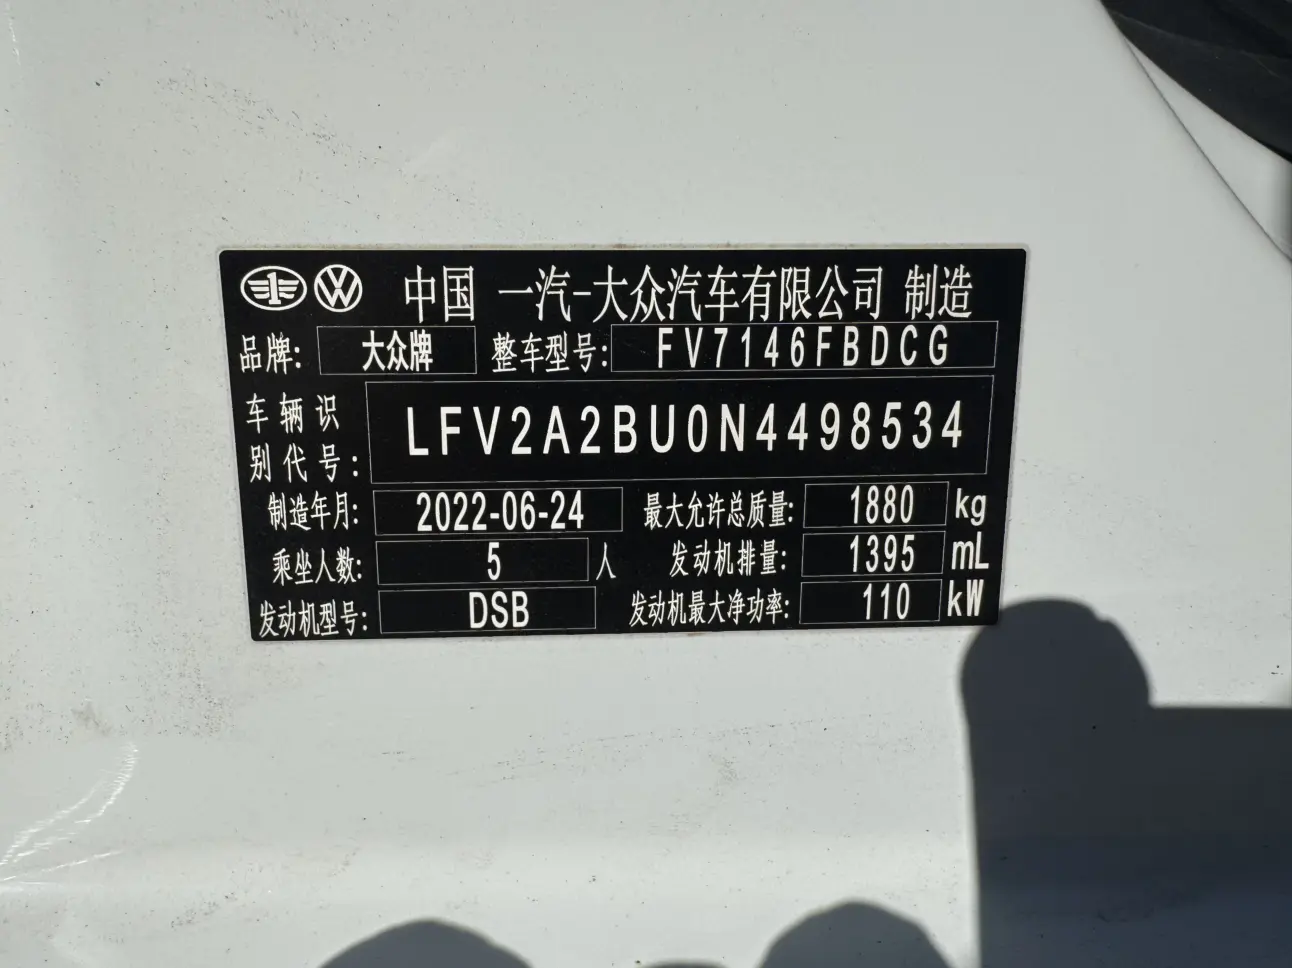 中国 一汽-大众汽车有限公司 制造
品牌: 大众牌 整车型号: FV7146FBDCG
车辆识别代号: LFV2A2BU0N4498534
制造年月: 2022-06-24 最大允许总质量: 1880 kg
乘坐人数: 5 人 发动机排量: 1395 mL
发动机型号: DSB 发动机最大净功率: 110 kW